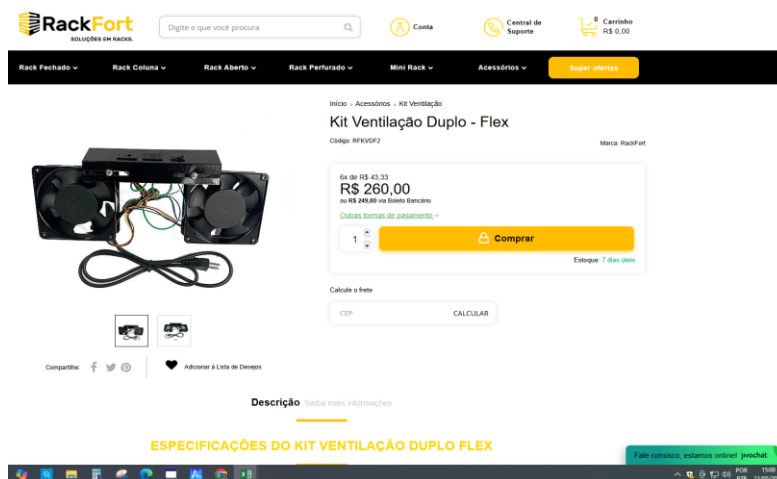 RackFort
SOLUÇÕES EM RACKS.
Digite o que você procura
Conta
Central de
Suporte
0 Carrinho
R$ 0,00
Rack Fechado
Rack Coluna
Rack Aberto
Rack Perfurado
Mini Rack
Acessórios
Super ofertas
Início > Acessórios > Kit Ventilação
Kit Ventilação Duplo - Flex
Código: RFKVDF2
Marca: RackFort
6x de R$ 43,33
R$ 260,00
ou R$ 249,60 via Boleto Bancário
Outras formas de pagamento
1
Comprar
Estoque: 7 dias úteis
Calcule o frete
CEP
CALCULAR
Compartilhe:
Adicionar à Lista de Desejos
Descrição Saiba mais informações
ESPECIFICAÇÕES DO KIT VENTILAÇÃO DUPLO FLEX
Fale conosco, estamos online! jivochat
POR
15:00